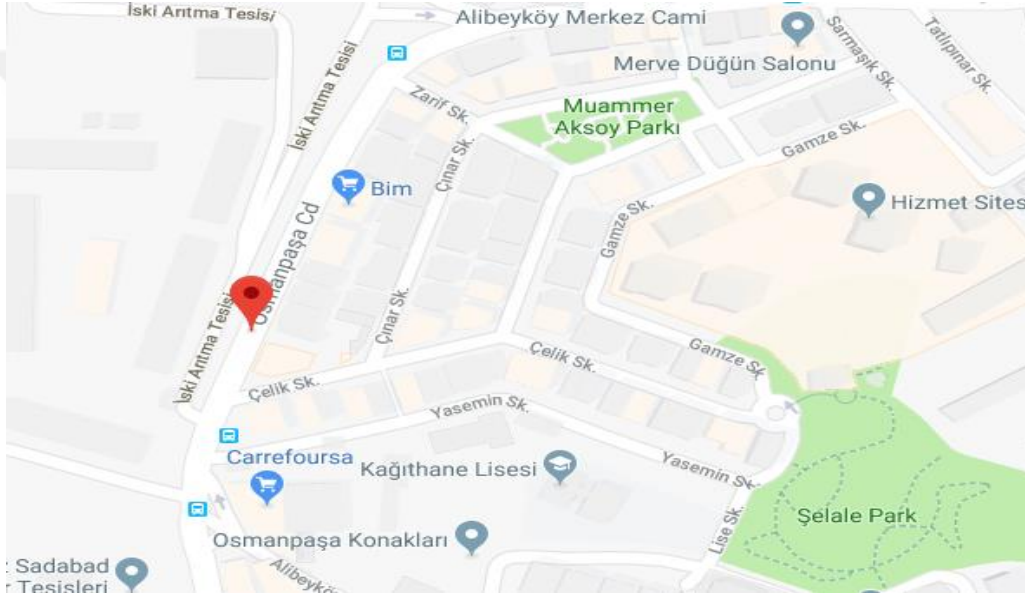 İski Arıtma Tesisi
Alibeyköy Merkez Cami
Merve Düğün Salonu
Sarmaşık Sk.
Tatlıpınar Sk.
İski Arıtma Tesisi
Zarif Sk.
Muammer
Aksoy Parkı
Gamze Sk.
Çınar Sk.
Bim
Hizmet Sites
Gamze Sk.
Osmanpaşa Cd
İski Arıtma Tesisi
Çınar Sk.
Gamze Sk
Çelik Sk.
Çelik Sk.
Yasemin Sk.
Carrefoursa
Kağıthane Lisesi
Yasemin Sk.
Şelale Park
Lise Sk.
Osmanpaşa Konakları
z Sadabad
r Tesisleri
Alibeykö